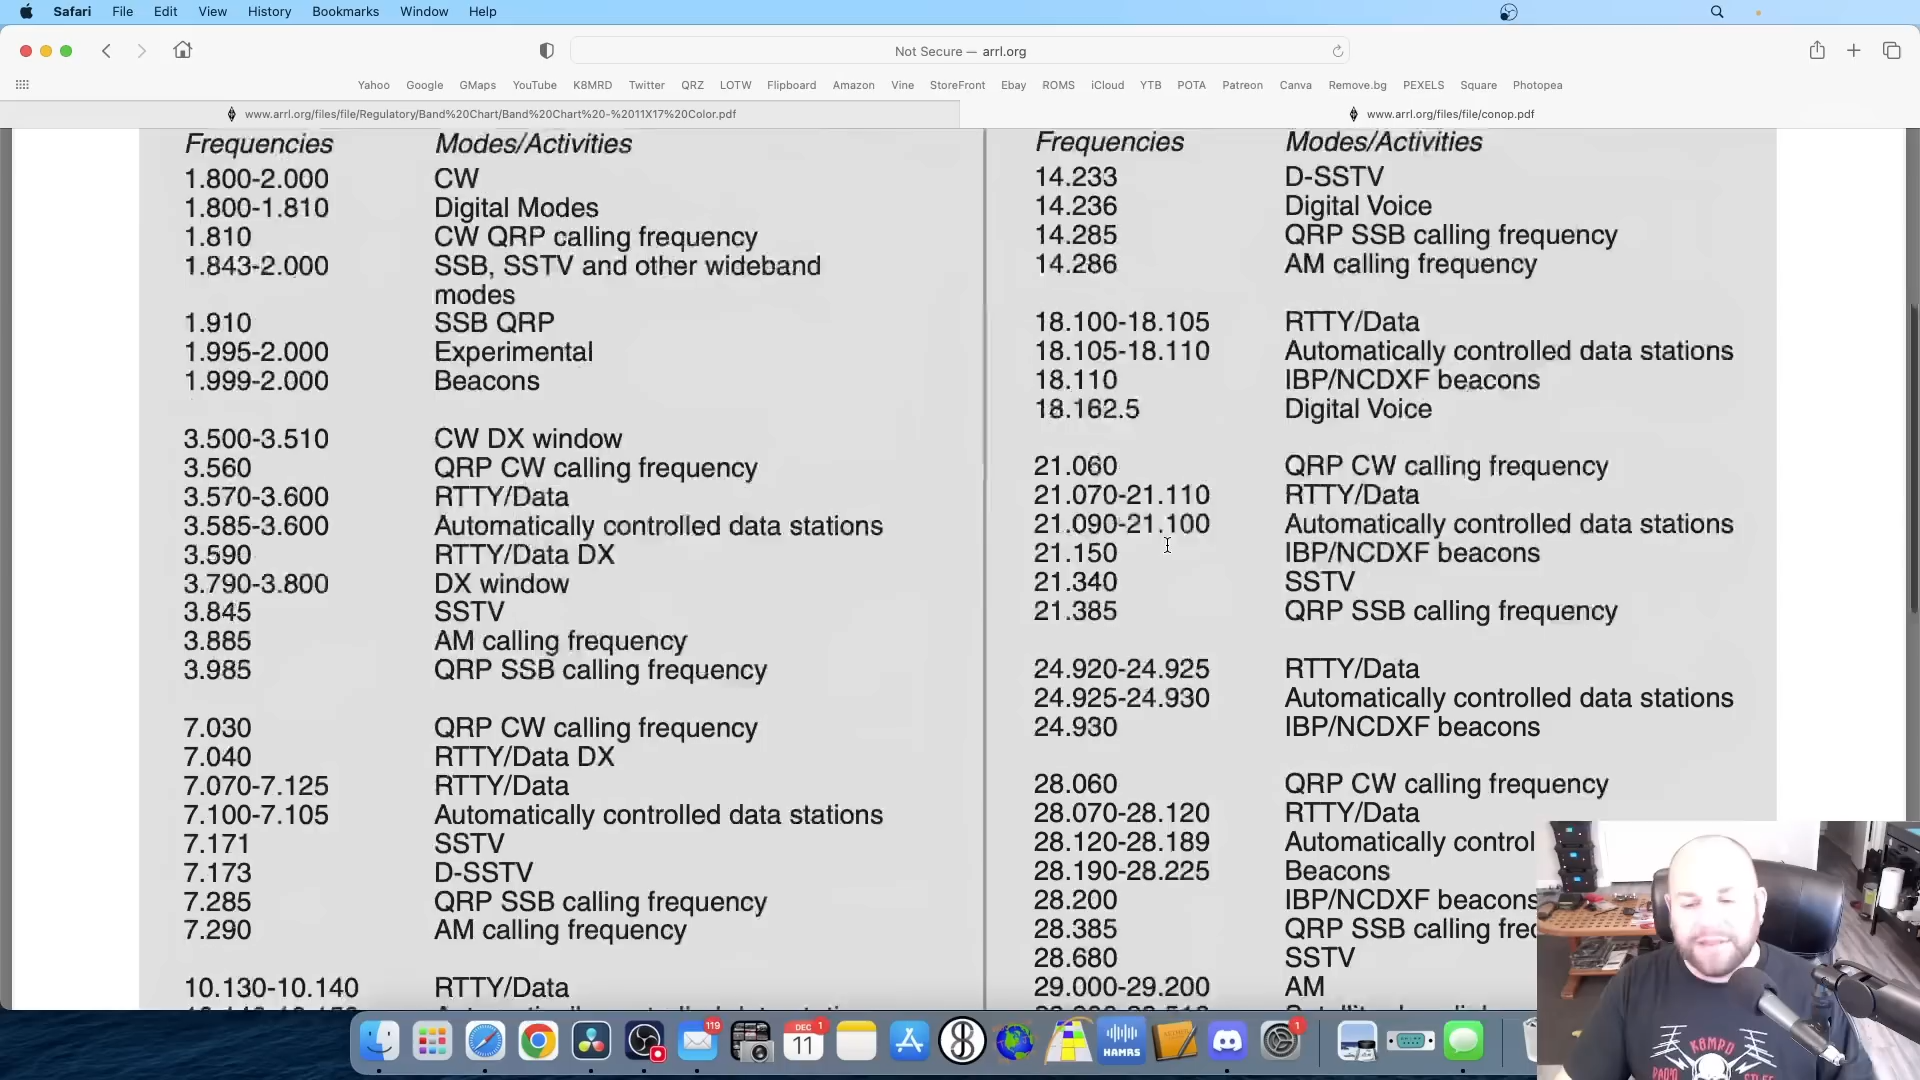 Safari File Edit View History Bookmarks Window Help
Not Secure — arrl.org
Yahoo Google GMaps YouTube K8MRD Twitter QRZ LOTW Flipboard Amazon Vine StoreFront Ebay ROMS iCloud YTB POTA Patreon Canva Remove.bg PEXELS Square Photopea
www.arrl.org/files/file/Regulatory/Band%20Chart/Band%20Chart%20-%2011X17%20Color.pdf
www.arrl.org/files/file/conop.pdf
Frequencies Modes/Activities
1.800-2.000 CW
1.800-1.810 Digital Modes
1.810 CW QRP calling frequency
1.843-2.000 SSB, SSTV and other wideband
modes
1.910 SSB QRP
1.995-2.000 Experimental
1.999-2.000 Beacons
3.500-3.510 CW DX window
3.560 QRP CW calling frequency
3.570-3.600 RTTY/Data
3.585-3.600 Automatically controlled data stations
3.590 RTTY/Data DX
3.790-3.800 DX window
3.845 SSTV
3.885 AM calling frequency
3.985 QRP SSB calling frequency
7.030 QRP CW calling frequency
7.040 RTTY/Data DX
7.070-7.125 RTTY/Data
7.100-7.105 Automatically controlled data stations
7.171 SSTV
7.173 D-SSTV
7.285 QRP SSB calling frequency
7.290 AM calling frequency
10.130-10.140 RTTY/Data
Frequencies Modes/Activities
14.233 D-SSTV
14.236 Digital Voice
14.285 QRP SSB calling frequency
14.286 AM calling frequency
18.100-18.105 RTTY/Data
18.105-18.110 Automatically controlled data stations
18.110 IBP/NCDXF beacons
18.162.5 Digital Voice
21.060 QRP CW calling frequency
21.070-21.110 RTTY/Data
21.090-21.100 Automatically controlled data stations
21.150 IBP/NCDXF beacons
21.340 SSTV
21.385 QRP SSB calling frequency
24.920-24.925 RTTY/Data
24.925-24.930 Automatically controlled data stations
24.930 IBP/NCDXF beacons
28.060 QRP CW calling frequency
28.070-28.120 RTTY/Data
28.120-28.189 Automatically control
28.190-28.225 Beacons
28.200 IBP/NCDXF beacons
28.385 QRP SSB calling fre
28.680 SSTV
29.000-29.200 AM
119
DEC 1
11
HAMRS
1
K8MRD